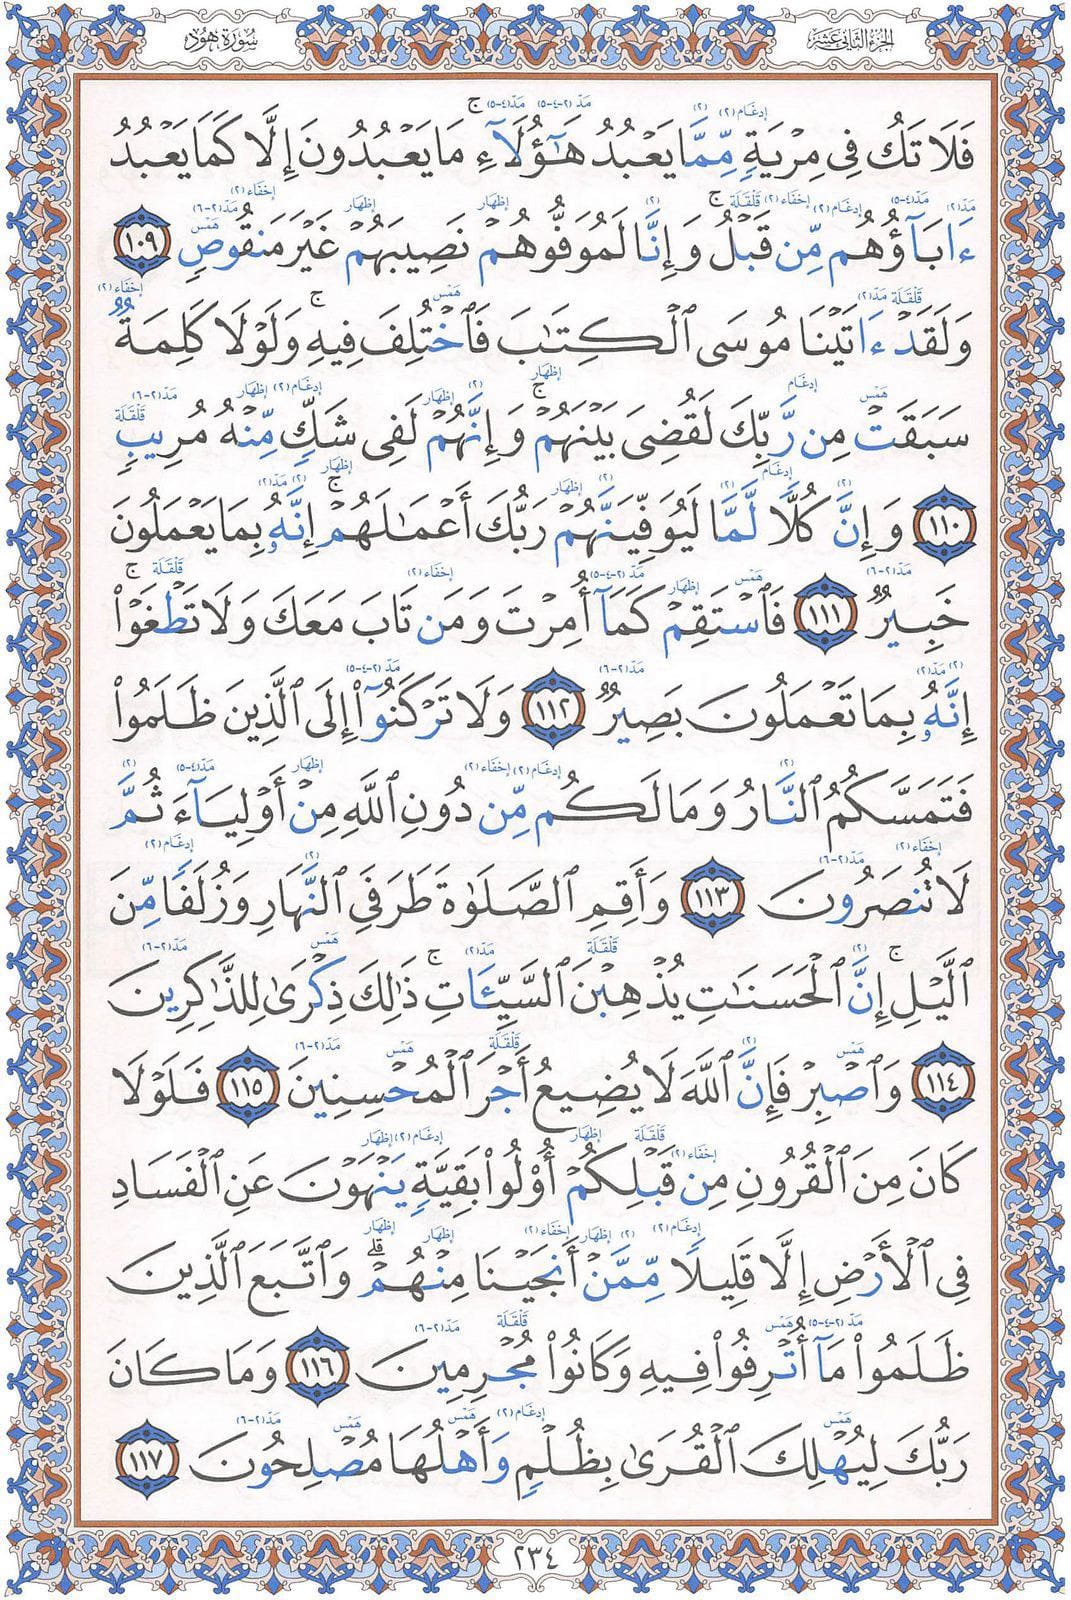 الجزء الثاني عشر
سورة هود
فَلَا تَكُ فِى مِرْيَةٍ مِّمَّا يَعْبُدُ هَٰٓؤُلَآءِ ۚ مَا يَعْبُدُونَ إِلَّا كَمَا يَعْبُدُ
ءَابَآؤُهُم مِّن قَبْلُ ۚ وَإِنَّا لَمُوَفُّوهُمْ نَصِيبَهُمْ غَيْرَ مَنقُوصٍ ١٠٩
وَلَقَدْ ءَاتَيْنَا مُوسَى ٱلْكِتَٰبَ فَٱخْتُلِفَ فِيهِ ۚ وَلَوْلَا كَلِمَةٌ
سَبَقَتْ مِن رَّبِّكَ لَقُضِىَ بَيْنَهُمْ ۚ وَإِنَّهُمْ لَفِى شَكٍّ مِّنْهُ مُرِيبٍ
١١٠ وَإِنَّ كُلًّا لَّمَّا لَيُوَفِّيَنَّهُمْ رَبُّكَ أَعْمَٰلَهُمْ ۚ إِنَّهُۥ بِمَا يَعْمَلُونَ
خَبِيرٌ ١١١ فَٱسْتَقِمْ كَمَآ أُمِرْتَ وَمَن تَابَ مَعَكَ وَلَا تَطْغَوْا۟ ۚ
إِنَّهُۥ بِمَا تَعْمَلُونَ بَصِيرٌ ١١٢ وَلَا تَرْكَنُوٓا۟ إِلَى ٱلَّذِينَ ظَلَمُوا۟
فَتَمَسَّكُمُ ٱلنَّارُ وَمَا لَكُم مِّن دُونِ ٱللَّهِ مِنْ أَوْلِيَآءَ ثُمَّ
لَا تُنصَرُونَ ١١٣ وَأَقِمِ ٱلصَّلَوٰةَ طَرَفَىِ ٱلنَّهَارِ وَزُلَفًا مِّنَ
ٱلَّيْلِ ۚ إِنَّ ٱلْحَسَنَٰتِ يُذْهِبْنَ ٱلسَّيِّـَٔاتِ ۚ ذَٰلِكَ ذِكْرَىٰ لِلذَّٰكِرِينَ
١١٤ وَٱصْبِرْ فَإِنَّ ٱللَّهَ لَا يُضِيعُ أَجْرَ ٱلْمُحْسِنِينَ ١١٥ فَلَوْلَا
كَانَ مِنَ ٱلْقُرُونِ مِن قَبْلِكُمْ أُو۟لُوا۟ بَقِيَّةٍ يَنْهَوْنَ عَنِ ٱلْفَسَادِ
فِى ٱلْأَرْضِ إِلَّا قَلِيلًا مِّمَّنْ أَنجَيْنَا مِنْهُمْ ۗ وَٱتَّبَعَ ٱلَّذِينَ
ظَلَمُوا۟ مَآ أُتْرِفُوا۟ فِيهِ وَكَانُوا۟ مُجْرِمِينَ ١١٦ وَمَا كَانَ
رَبُّكَ لِيُهْلِكَ ٱلْقُرَىٰ بِظُلْمٍ وَأَهْلُهَا مُصْلِحُونَ ١١٧
٢٣٤